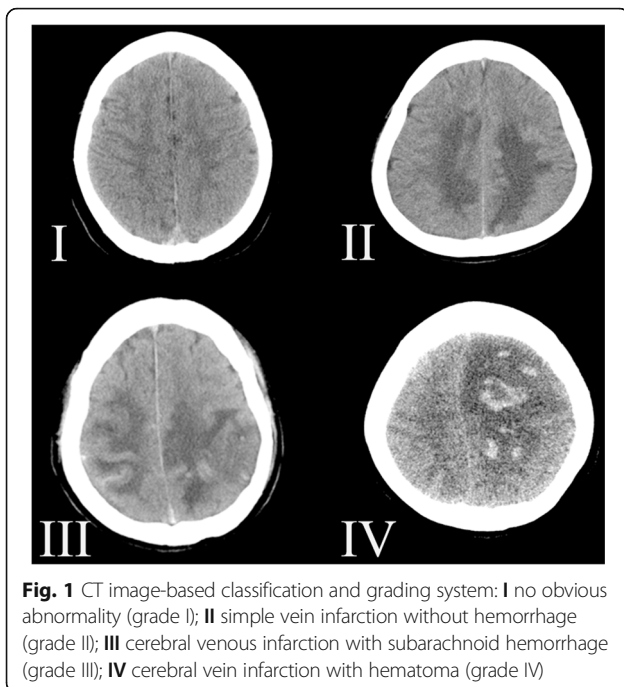 I
II
III
IV
Fig. 1 CT image-based classification and grading system: I no obvious
abnormality (grade I); II simple vein infarction without hemorrhage
(grade II); III cerebral venous infarction with subarachnoid hemorrhage
(grade III); IV cerebral vein infarction with hematoma (grade IV)